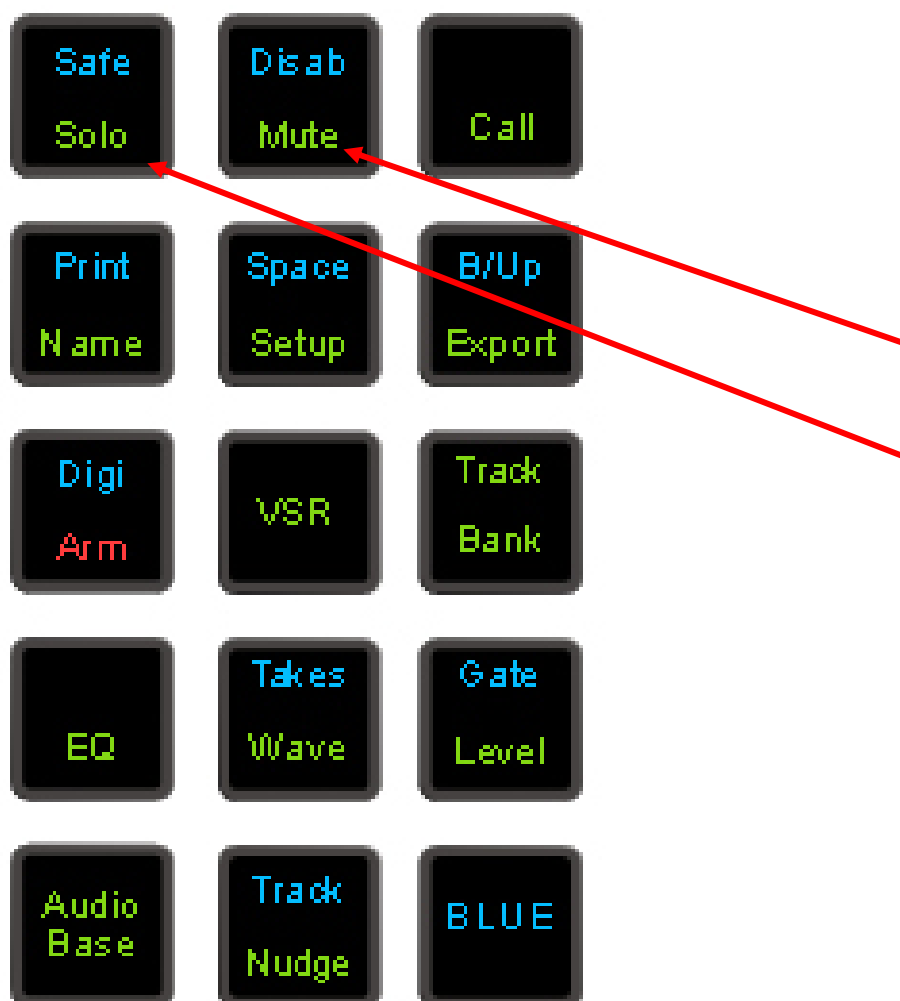 Safe
Solo
Disab
Mute
Call
Print
Name
Space
Setup
B/Up
Export
Digi
Arm
VSR
Track
Bank
EQ
Takes
Wave
Gate
Level
Audio
Base
Track
Nudge
BLUE